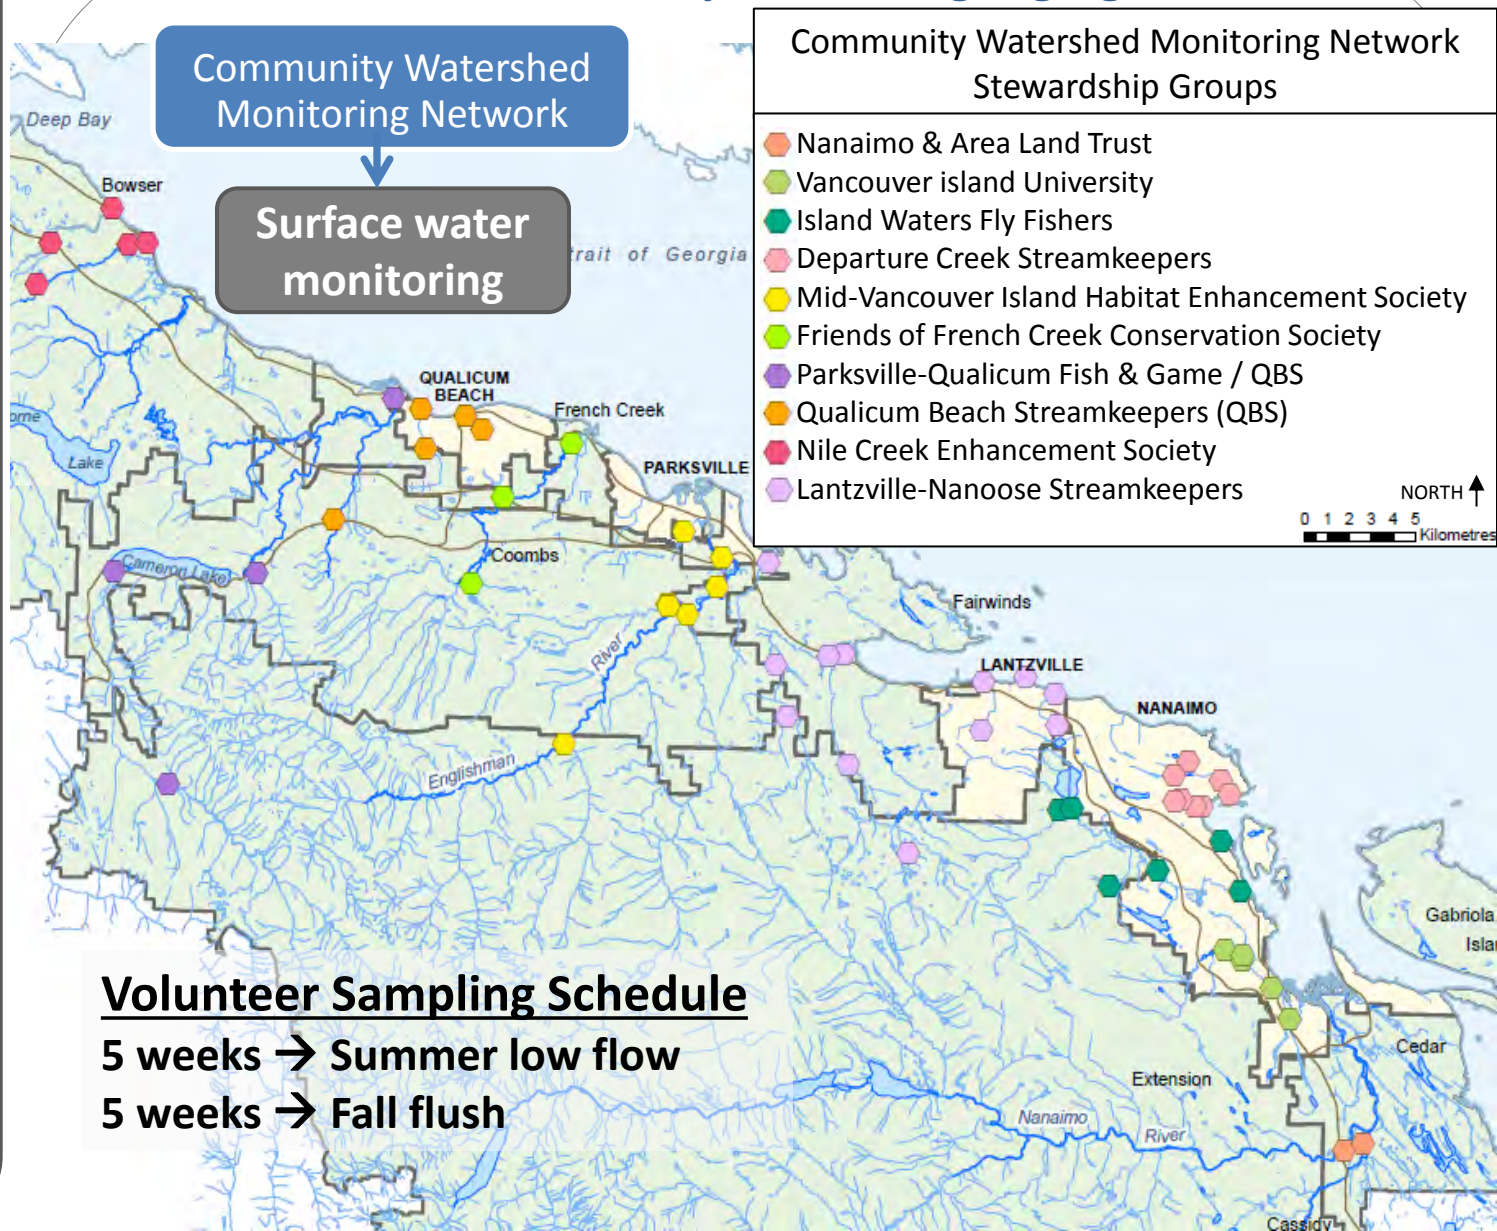 Community Watershed
Monitoring Network
Surface water
monitoring
Community Watershed Monitoring Network
Stewardship Groups
Nanaimo & Area Land Trust
Vancouver island University
Island Waters Fly Fishers
Departure Creek Streamkeepers
Mid-Vancouver Island Habitat Enhancement Society
Friends of French Creek Conservation Society
Parksville-Qualicum Fish & Game / QBS
Qualicum Beach Streamkeepers (QBS)
Nile Creek Enhancement Society
Lantzville-Nanoose Streamkeepers
NORTH
0 1 2 3 4 5
Kilometres
Deep Bay
Bowser
trait of Georgia
QUALICUM
BEACH
French Creek
PARKSVILLE
ome
Lake
Cameron Lake
Coombs
Fairwinds
River
LANTZVILLE
NANAIMO
Englishman
Gabriola
Isla
Volunteer Sampling Schedule
5 weeks → Summer low flow
5 weeks → Fall flush
Cedar
Extension
Nanaimo
River
Cassidy